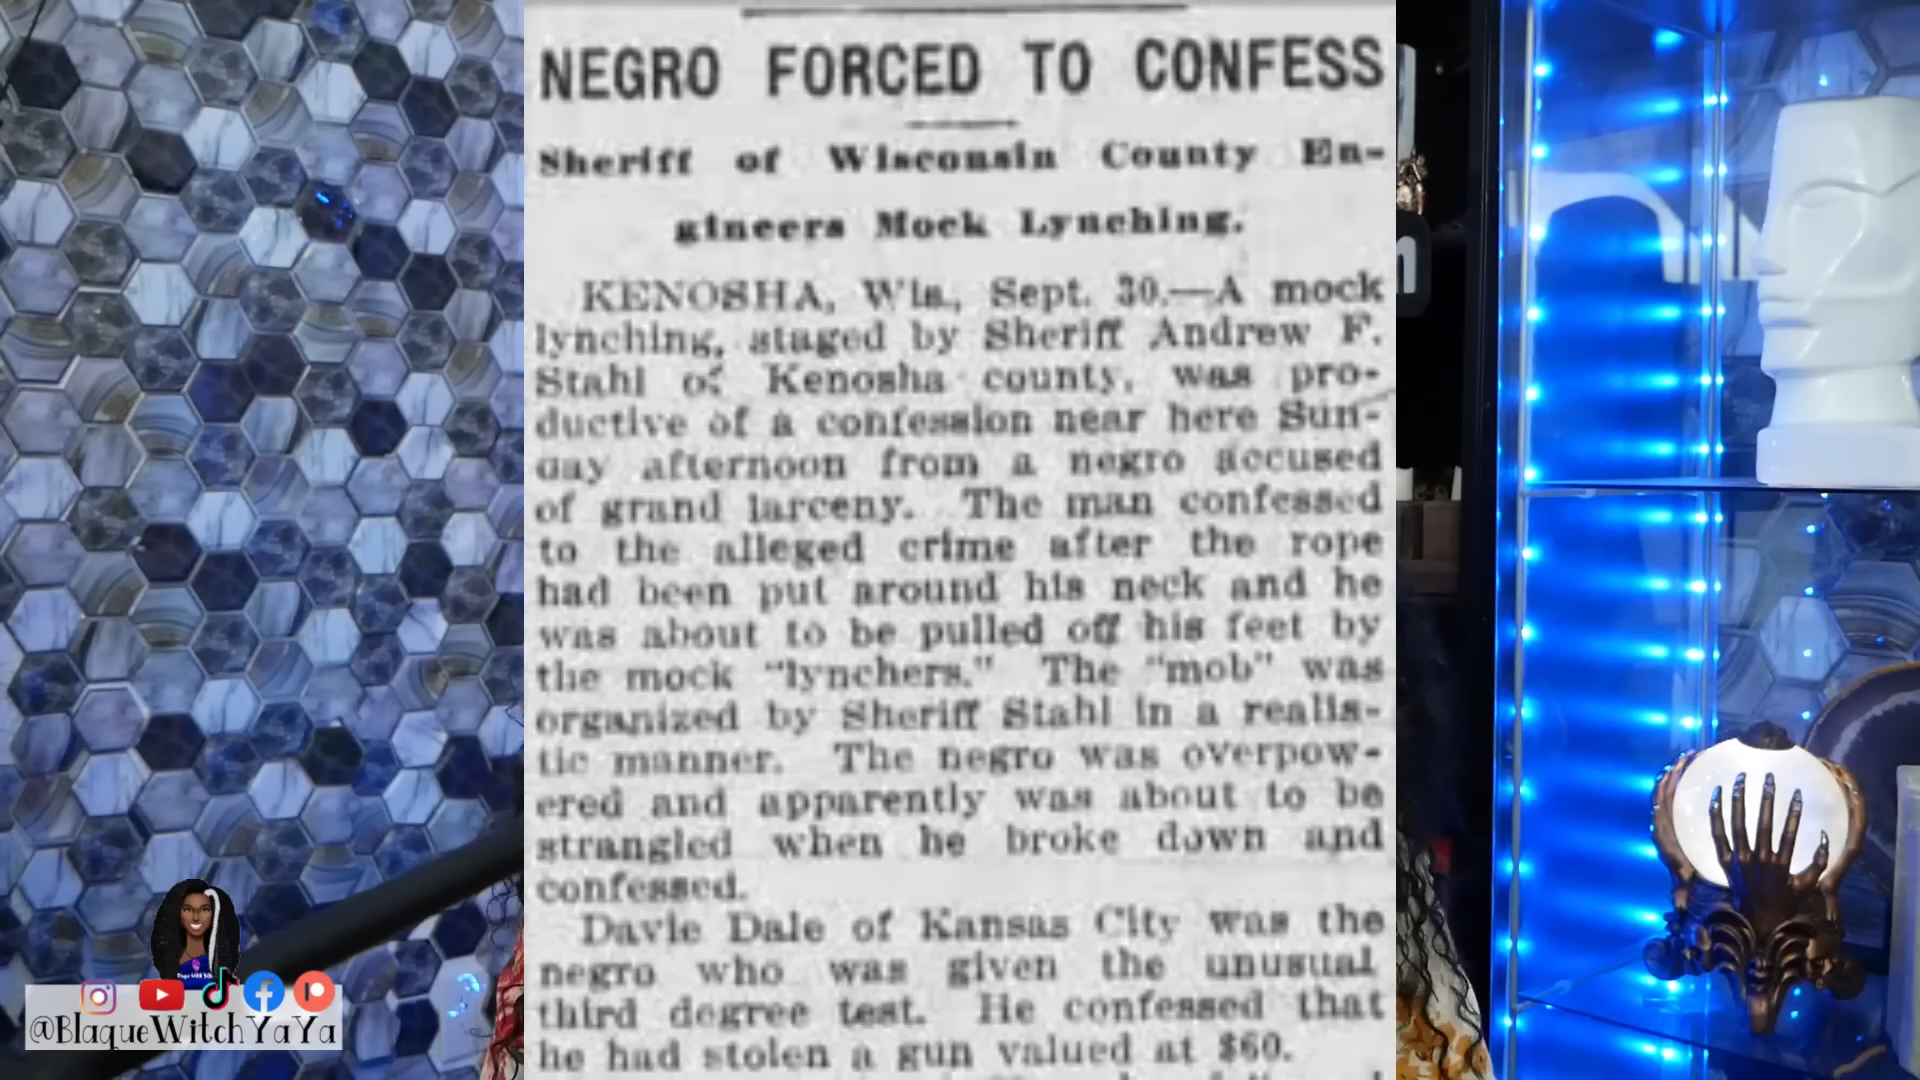 NEGRO FORCED TO CONFESS
Sheriff of Wisconsin County En-
gineers Mock Lynching.
KENOSHA, Wis., Sept. 30.—A mock
lynching, staged by Sheriff Andrew F.
Stahl of Kenosha county, was pro-
ductive of a confession near here Sun-
day afternoon from a negro accused
of grand larceny. The man confessed
to the alleged crime after the rope
had been put around his neck and he
was about to be pulled off his feet by
the mock "lynchers." The "mob" was
organized by Sheriff Stahl in a realis-
tic manner. The negro was overpow-
ered and apparently was about to be
strangled when he broke down and
confessed.
Davie Dale of Kansas City was the
negro who was given the unusual
third degree test. He confessed that
he had stolen a gun valued at $60.
@BlaqueWitchYaYa